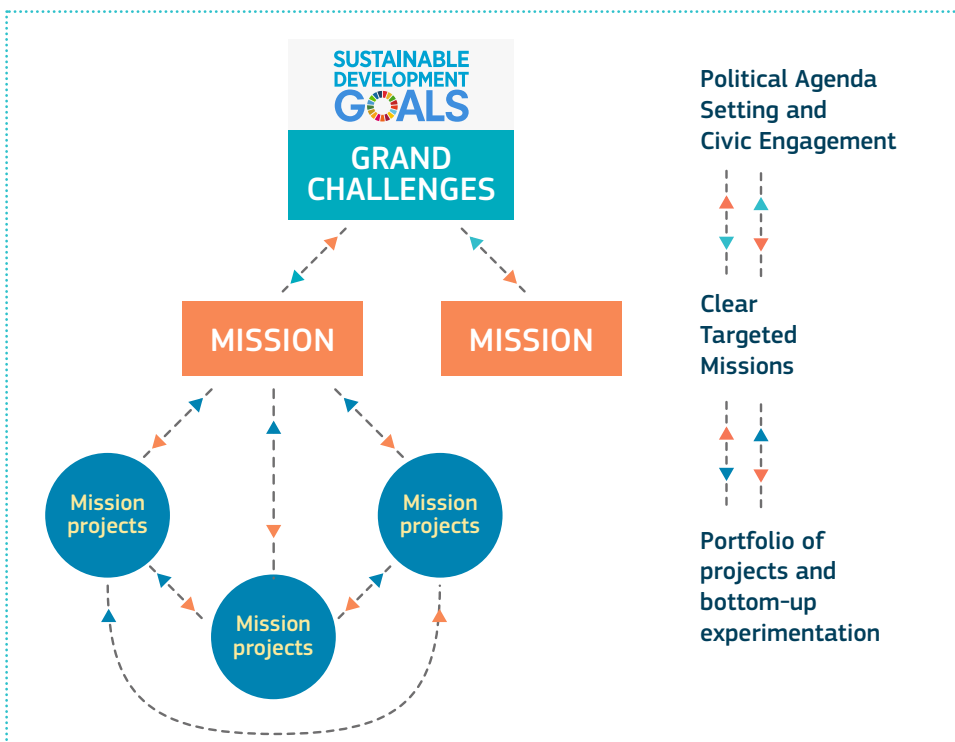 SUSTAINABLE
DEVELOPMENT
GOALS
GRAND
CHALLENGES
MISSION
MISSION
Mission
projects
Mission
projects
Mission
projects
Political Agenda
Setting and
Civic Engagement
Clear
Targeted
Missions
Portfolio of
projects and
bottom-up
experimentation